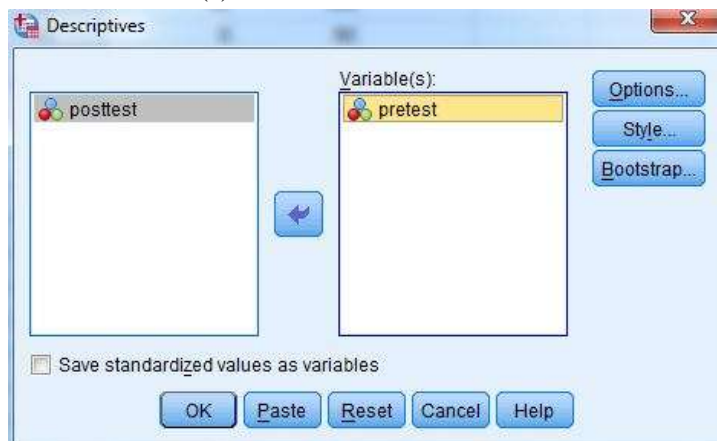 Descriptives
Variable(s):
posttest
pretest
Options...
Style...
Bootstrap...
Save standardized values as variables
OK Paste Reset Cancel Help